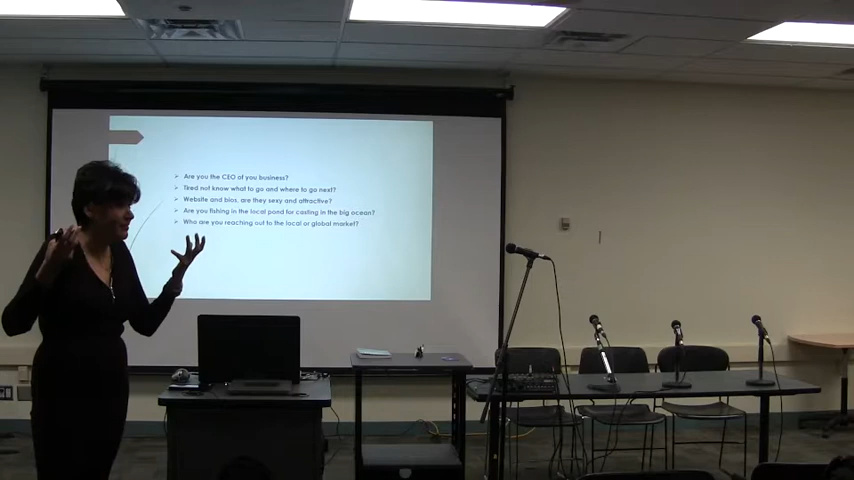 Are you the CEO of you business?
Tired not know what to go and where to go next?
Website and bios, are they sexy and attractive?
Are you fishing in the local pond for casting in the big ocean?
Who are you reaching out to the local or global market?